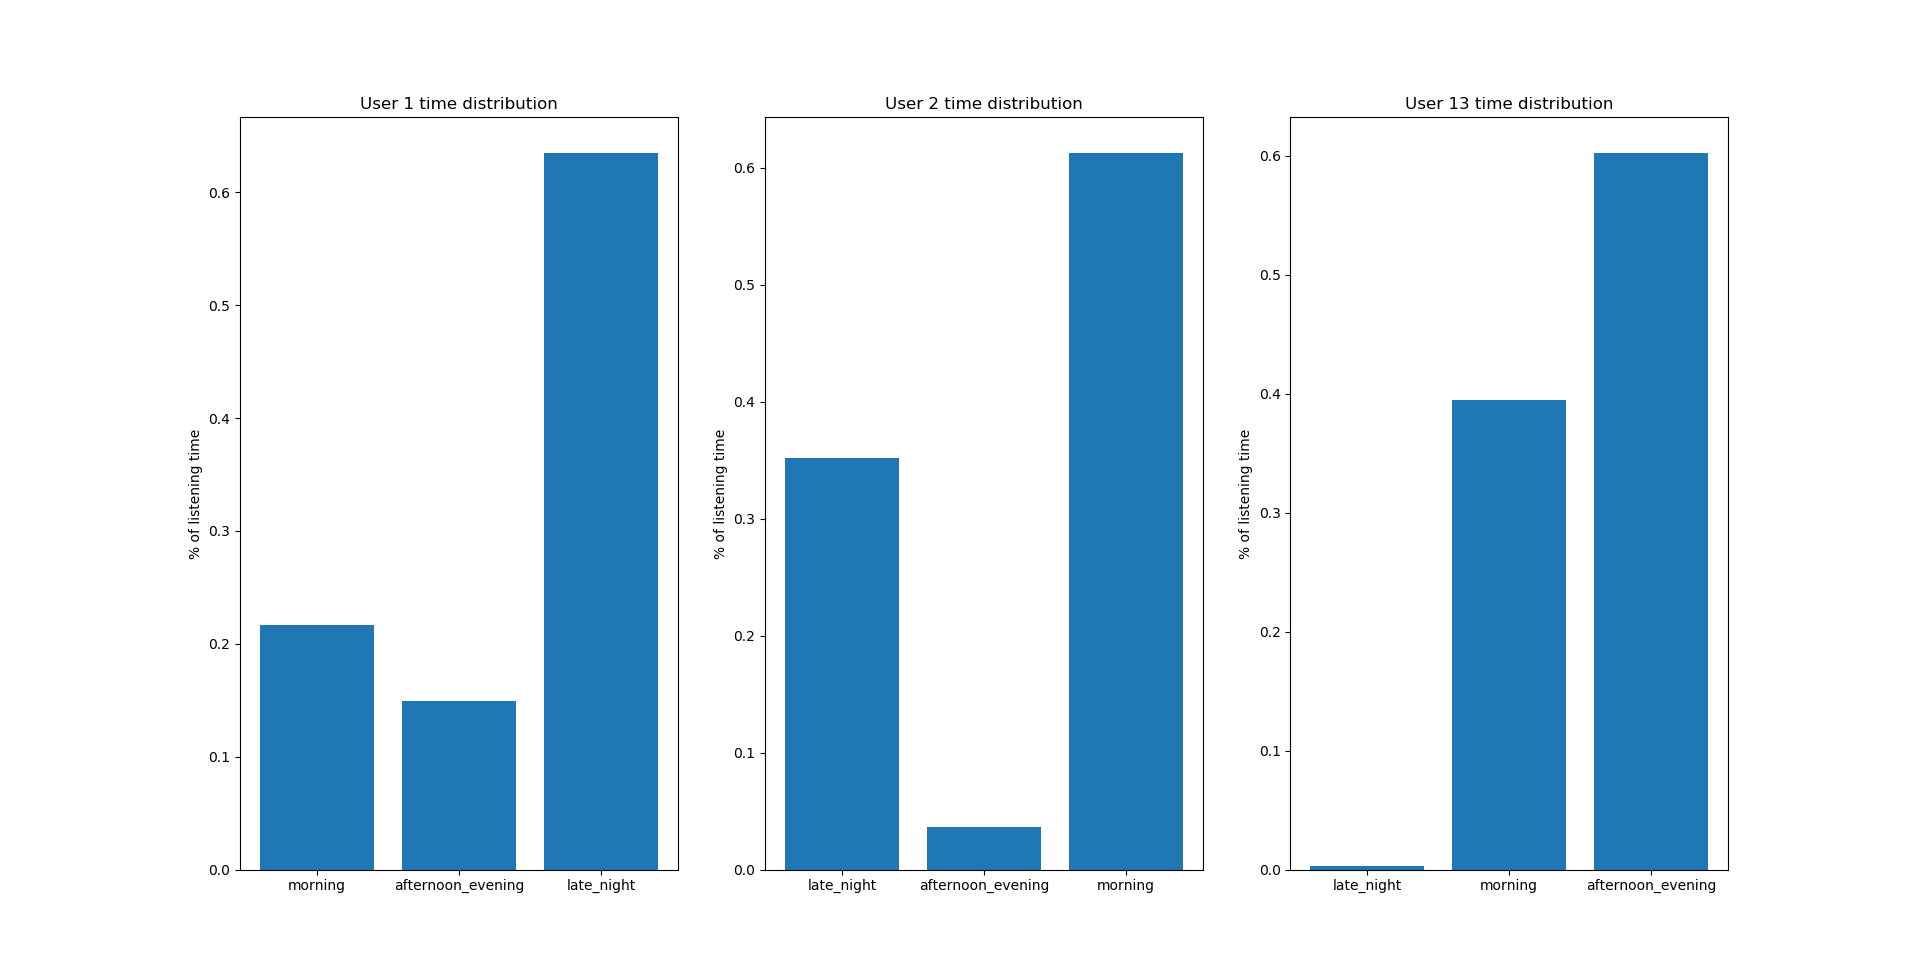 User 1 time distribution
% of listening time
0.6
0.5
0.4
0.3
0.2
0.1
0.0
morning afternoon_evening late_night
User 2 time distribution
% of listening time
0.6
0.5
0.4
0.3
0.2
0.1
0.0
late_night afternoon_evening morning
User 13 time distribution
% of listening time
0.6
0.5
0.4
0.3
0.2
0.1
0.0
late_night morning afternoon_evening